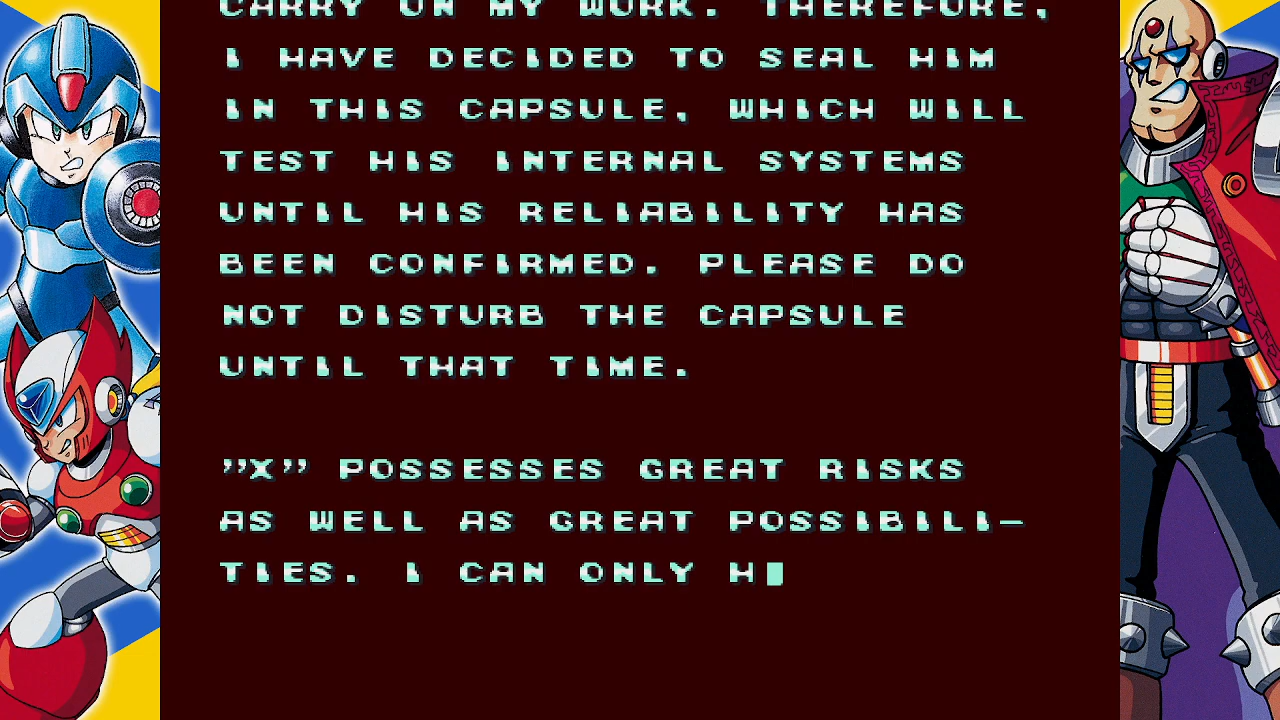 CARRY ON MY WORK. THEREFORE,
I HAVE DECIDED TO SEAL HIM
IN THIS CAPSULE, WHICH WILL
TEST HIS INTERNAL SYSTEMS
UNTIL HIS RELIABILITY HAS
BEEN CONFIRMED. PLEASE DO
NOT DISTURB THE CAPSULE
UNTIL THAT TIME.
"X" POSSESSES GREAT RISKS
AS WELL AS GREAT POSSIBILI-
TIES. I CAN ONLY H